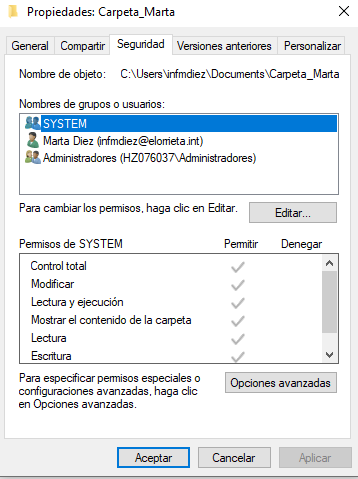 Propiedades: Carpeta_Marta
General Compartir Seguridad Versiones anteriores Personalizar
Nombre de objeto: C:\Users\infmdiez\Documents\Carpeta_Marta
Nombres de grupos o usuarios:
SYSTEM
Marta Diez (infmdiez@elorrieta.int)
Administradores (HZ076037\Administradores)
Para cambiar los permisos, haga clic en Editar.
Editar...
Permisos de SYSTEM Permitir Denegar
Control total
Modificar
Lectura y ejecución
Mostrar el contenido de la carpeta
Lectura
Escritura
Para especificar permisos especiales o
configuraciones avanzadas, haga clic
en Opciones avanzadas.
Opciones avanzadas
Aceptar Cancelar Aplicar